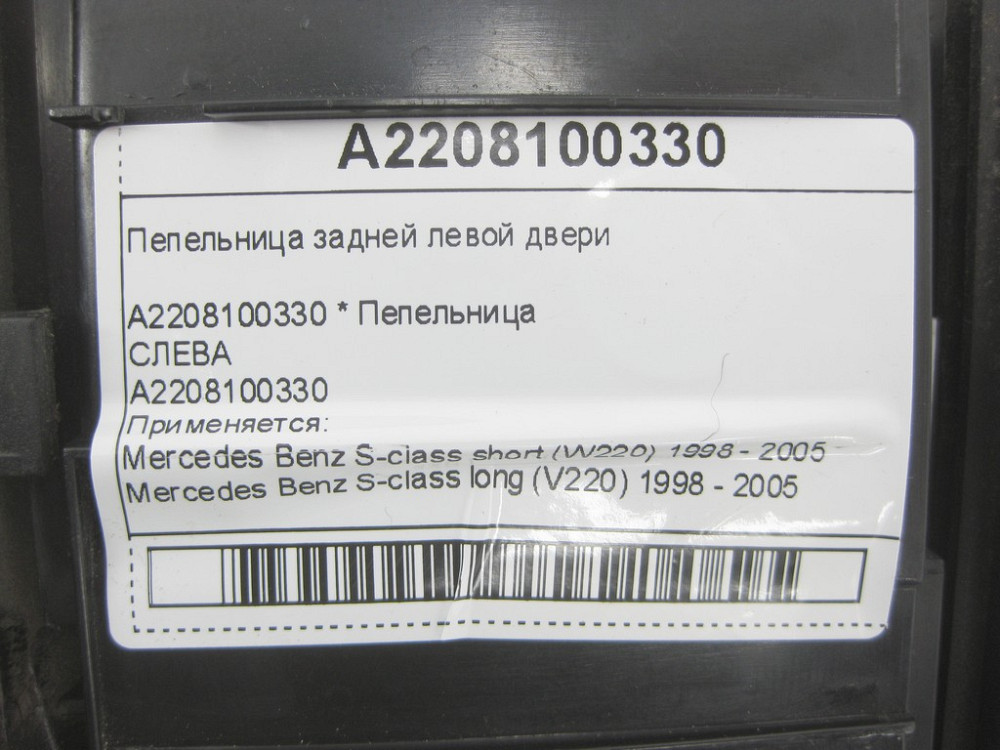 A2208100330
Пепельница задней левой двери
A2208100330 * Пепельница
СЛЕВА
A2208100330
Применяется:
Mercedes Benz S-class short (W220) 1998 - 2005
Mercedes Benz S-class long (V220) 1998 - 2005